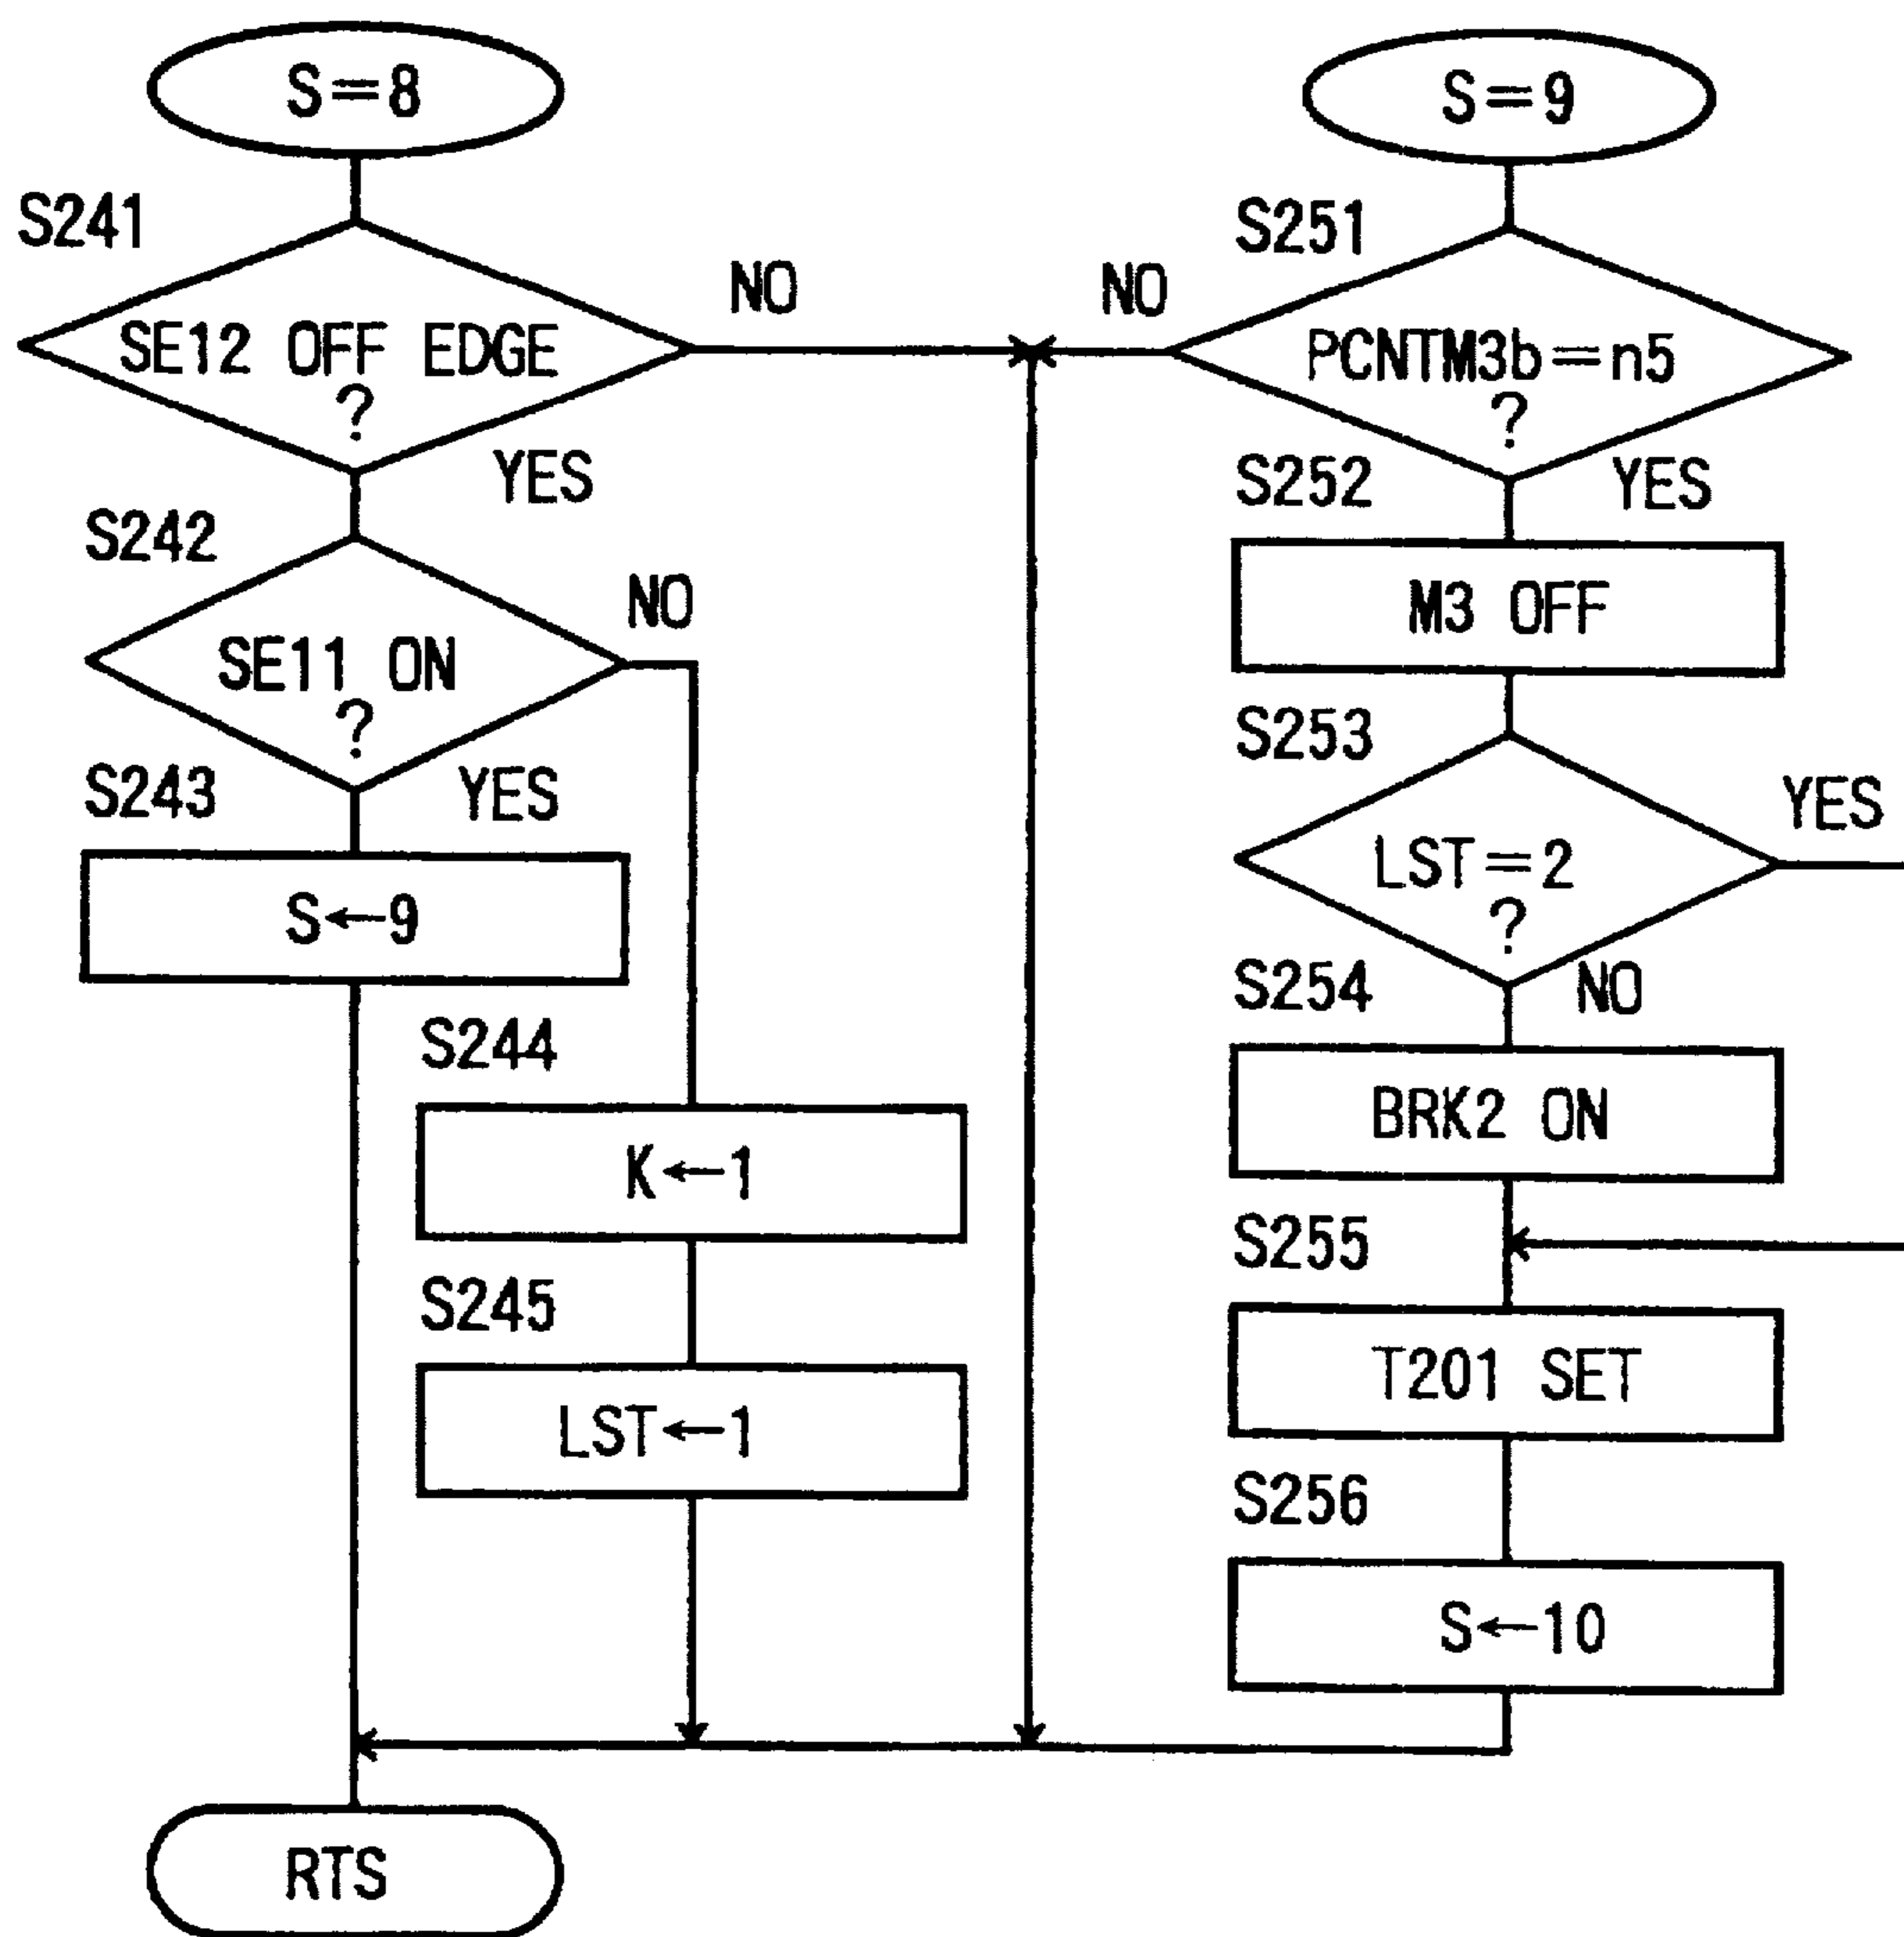 S=8
S241
SE12 OFF EDGE
?
NO
YES
S242
SE11 ON
?
NO
YES
S243
S←9
S244
K←1
S245
LST←1
RTS
S=9
S251
NO
PCNTM3b=n5
?
YES
S252
M3 OFF
S253
LST=2
?
YES
NO
S254
BRK2 ON
S255
T201 SET
S256
S←10